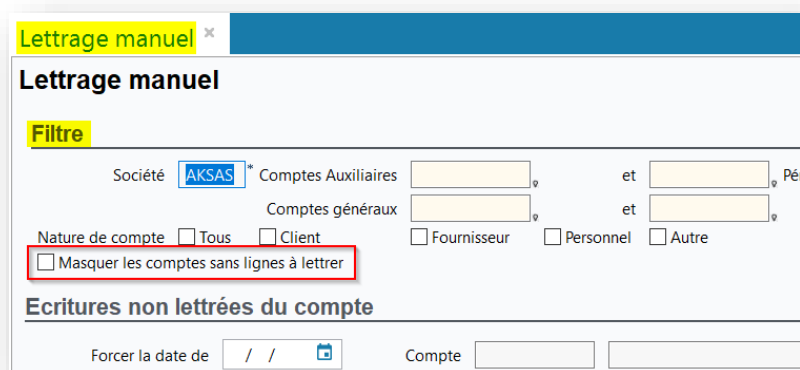 Lettrage manuel ×
Lettrage manuel
Filtre
Société AKSAS * Comptes Auxiliaires et
Comptes généraux et
Nature de compte Tous Client Fournisseur Personnel Autre
Masquer les comptes sans lignes à lettrer
Ecritures non lettrées du compte
Forcer la date de / / Compte